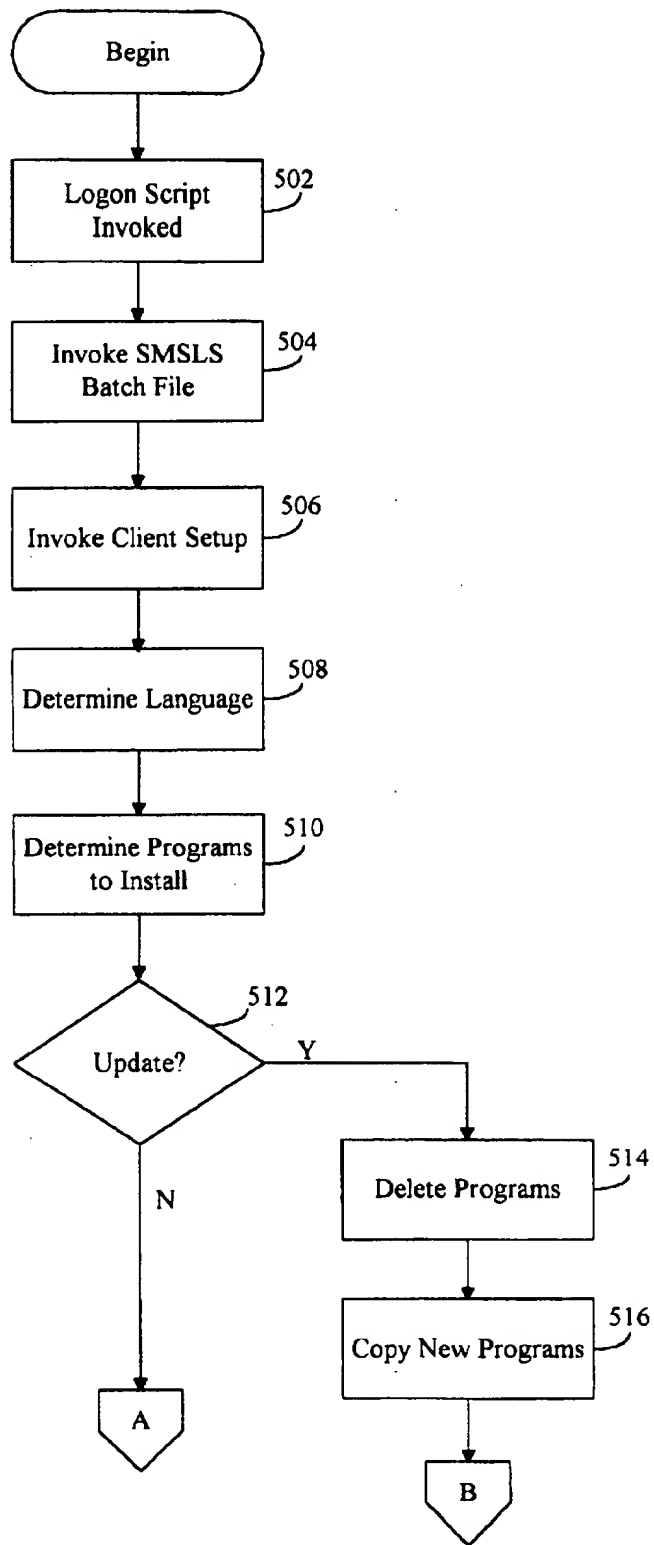 Begin
502
Logon Script
Invoked
504
Invoke SMSLS
Batch File
506
Invoke Client Setup
508
Determine Language
510
Determine Programs
to Install
512
Update?
Y
N
514
Delete Programs
516
Copy New Programs
A
B